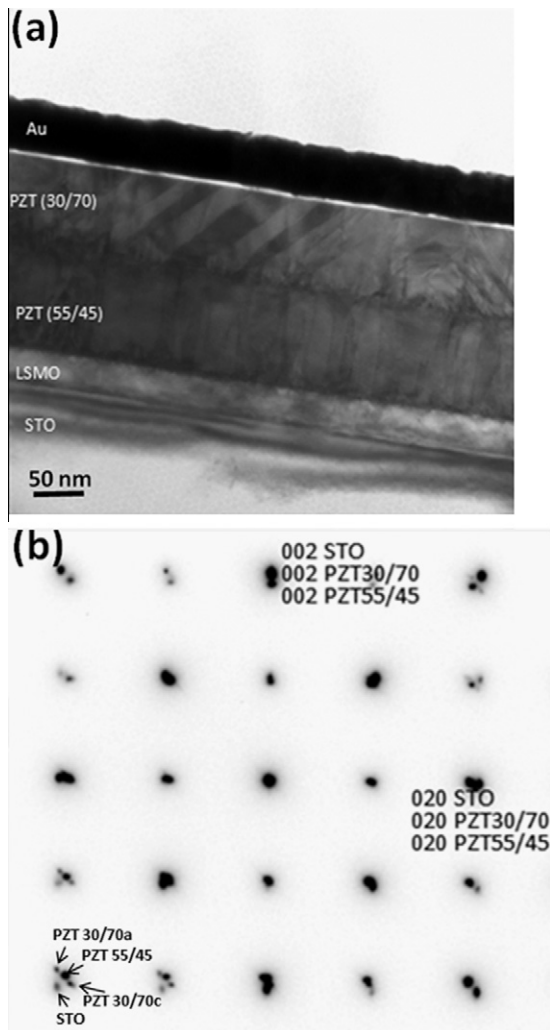 (a)
Au
PZT (30/70)
PZT (55/45)
LSMO
STO
50 nm
(b)
002 STO
002 PZT30/70
002 PZT55/45
020 STO
020 PZT30/70
020 PZT55/45
PZT 30/70a
PZT 55/45
PZT 30/70c
STO